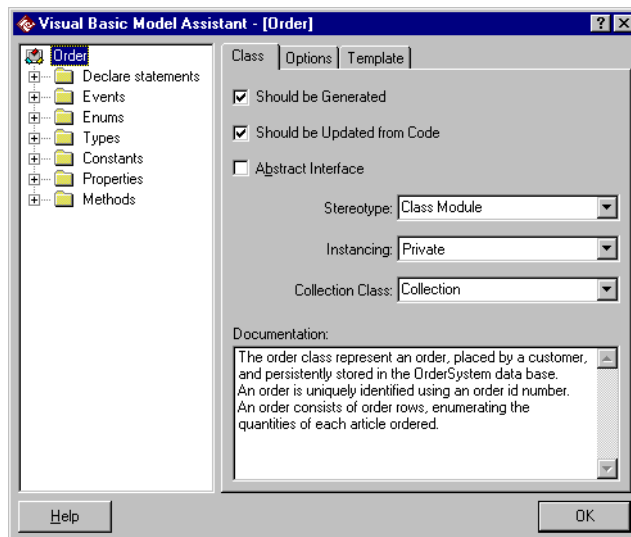 Visual Basic Model Assistant - [Order]
Order
Declare statements
Events
Enums
Types
Constants
Properties
Methods
Class
Options
Template
Should be Generated
Should be Updated from Code
Abstract Interface
Stereotype: Class Module
Instancing: Private
Collection Class: Collection
Documentation:
The order class represent an order, placed by a customer,
and persistently stored in the OrderSystem data base.
An order is uniquely identified using an order id number.
An order consists of order rows, enumerating the
quantities of each article ordered.
Help
OK